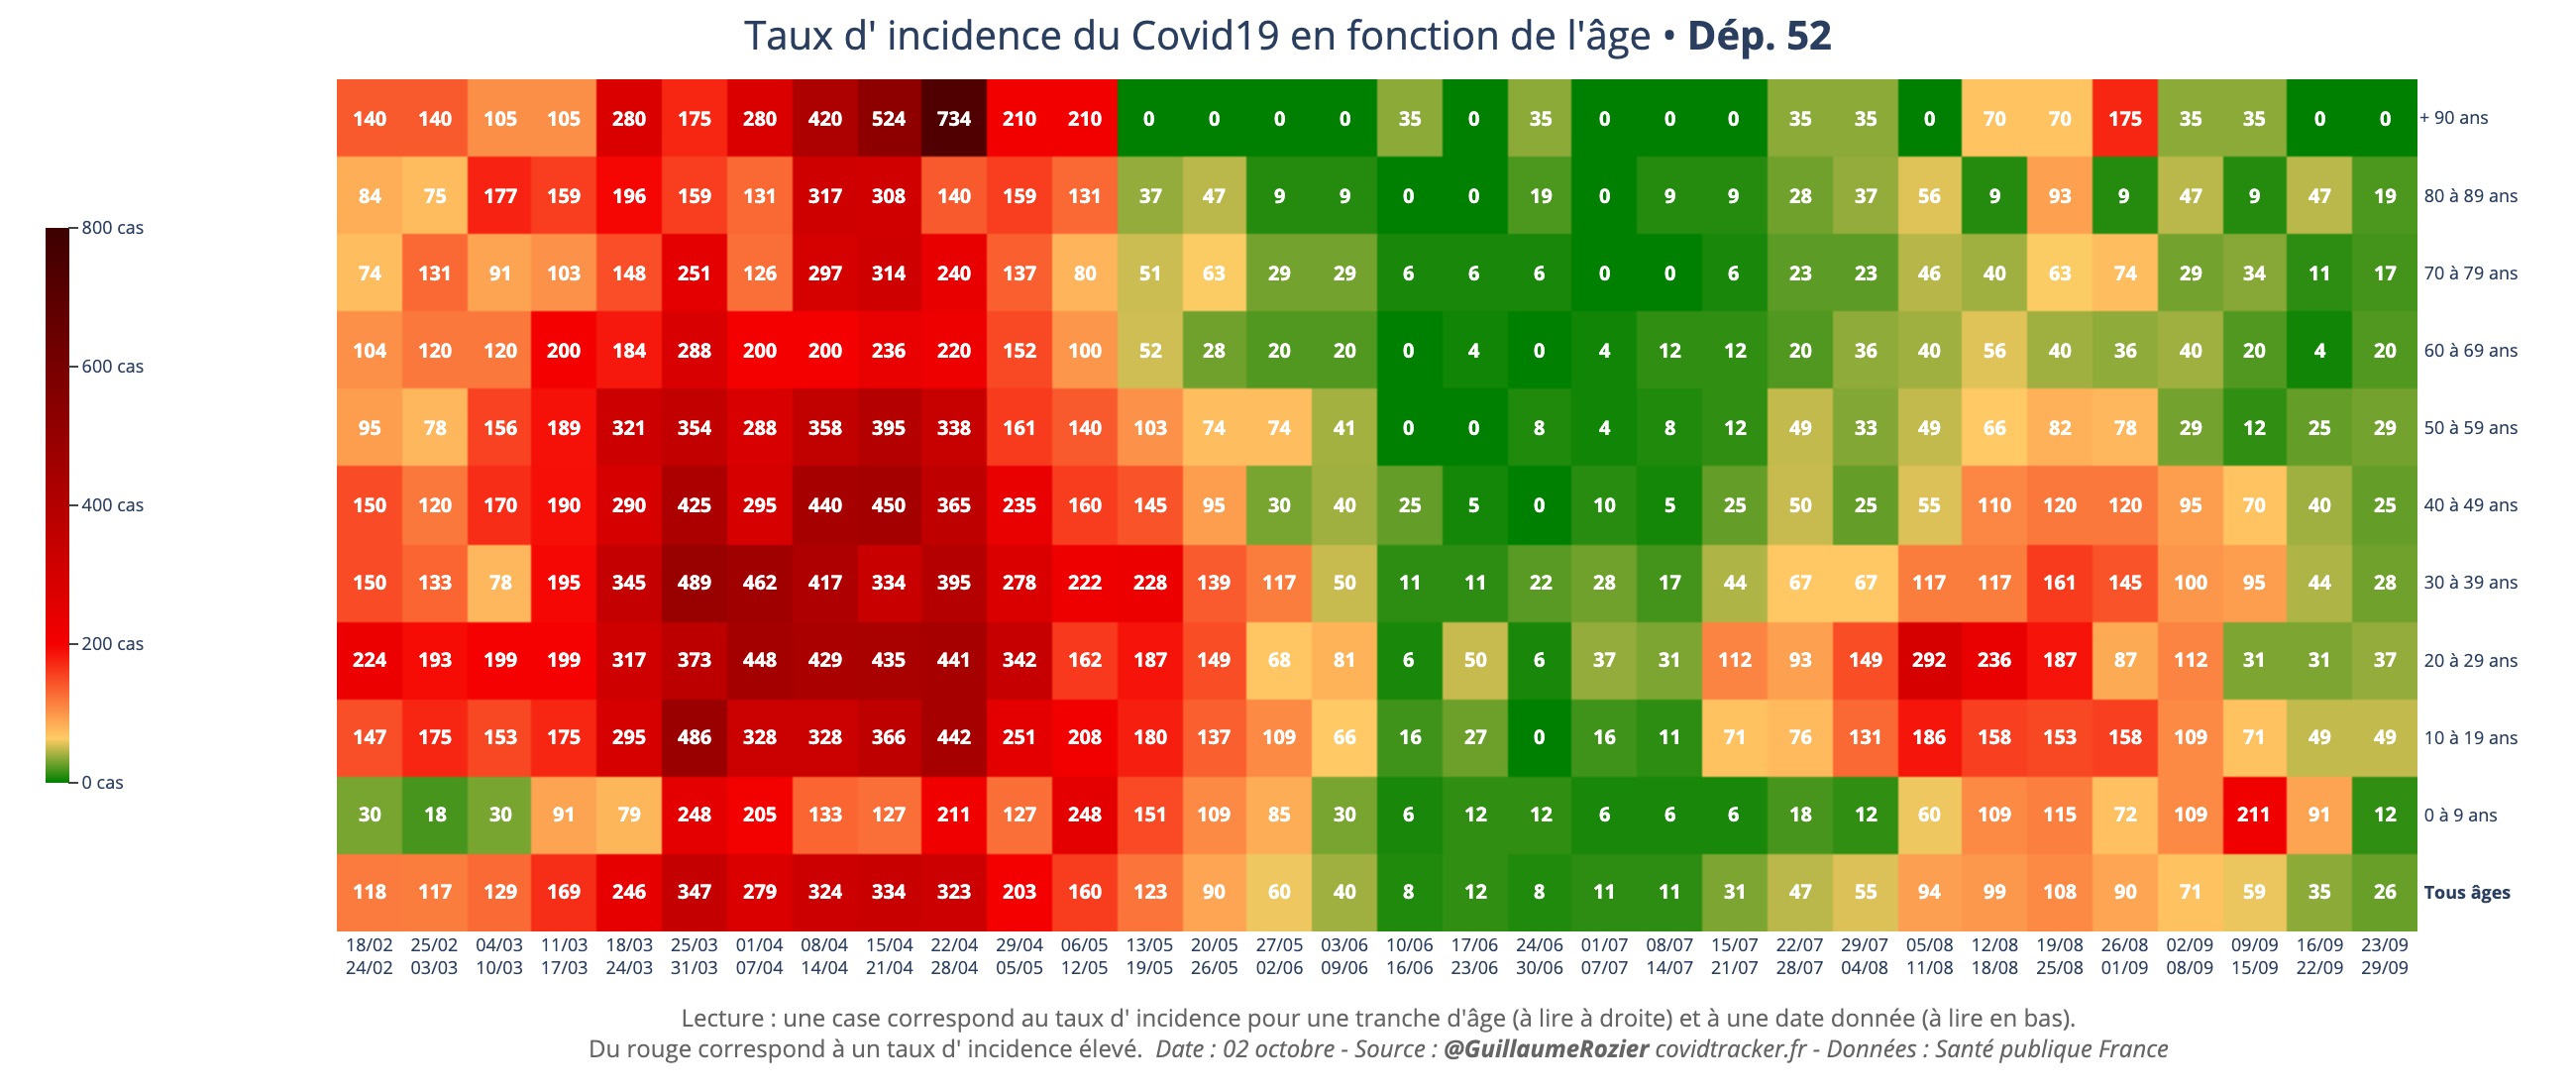 Taux d' incidence du Covid19 en fonction de l'âge • Dép. 52
140 140 105 105 280 175 280 420 524 734 210 210 0 0 0 0 35 0 35 0 0 0 35 35 0 70 70 175 35 35 0 0 + 90 ans
84 75 177 159 196 159 131 317 308 140 159 131 37 47 9 9 0 0 19 0 9 9 28 37 56 9 93 9 47 9 47 19 80 à 89 ans
800 cas
74 131 91 103 148 251 126 297 314 240 137 80 51 63 29 29 6 6 6 0 0 6 23 23 46 40 63 74 29 34 11 17 70 à 79 ans
104 120 120 200 184 288 200 200 236 220 152 100 52 28 20 20 0 4 0 4 12 12 20 36 40 56 40 36 40 20 4 20 60 à 69 ans
600 cas
95 78 156 189 321 354 288 358 395 338 161 140 103 74 74 41 0 0 8 4 8 12 49 33 49 66 82 78 29 12 25 29 50 à 59 ans
400 cas
150 120 170 190 290 425 295 440 450 365 235 160 145 95 30 40 25 5 0 10 5 25 50 25 55 110 120 120 95 70 40 25 40 à 49 ans
150 133 78 195 345 489 462 417 334 395 278 222 228 139 117 50 11 11 22 28 17 44 67 67 117 117 161 145 100 95 44 28 30 à 39 ans
200 cas
224 193 199 199 317 373 448 429 435 441 342 162 187 149 68 81 6 50 6 37 31 112 93 149 292 236 187 87 112 31 31 37 20 à 29 ans
147 175 153 175 295 486 328 328 366 442 251 208 180 137 109 66 16 27 0 16 11 71 76 131 186 158 153 158 109 71 49 49 10 à 19 ans
0 cas
30 18 30 91 79 248 205 133 127 211 127 248 151 109 85 30 6 12 12 6 6 6 18 12 60 109 115 72 109 211 91 12 0 à 9 ans
118 117 129 169 246 347 279 324 334 323 203 160 123 90 60 40 8 12 8 11 11 31 47 55 94 99 108 90 71 59 35 26 Tous âges
18/02 25/02 04/03 11/03 18/03 25/03 01/04 08/04 15/04 22/04 29/04 06/05 13/05 20/05 27/05 03/06 10/06 17/06 24/06 01/07 08/07 15/07 22/07 29/07 05/08 12/08 19/08 26/08 02/09 09/09 16/09 23/09
24/02 03/03 10/03 17/03 24/03 31/03 07/04 14/04 21/04 28/04 05/05 12/05 19/05 26/05 02/06 09/06 16/06 23/06 30/06 07/07 14/07 21/07 28/07 04/08 11/08 18/08 25/08 01/09 08/09 15/09 22/09 29/09
Lecture : une case correspond au taux d' incidence pour une tranche d'âge (à lire à droite) et à une date donnée (à lire en bas).
Du rouge correspond à un taux d' incidence élevé. Date : 02 octobre - Source : @GuillaumeRozier covidtracker.fr - Données : Santé publique France